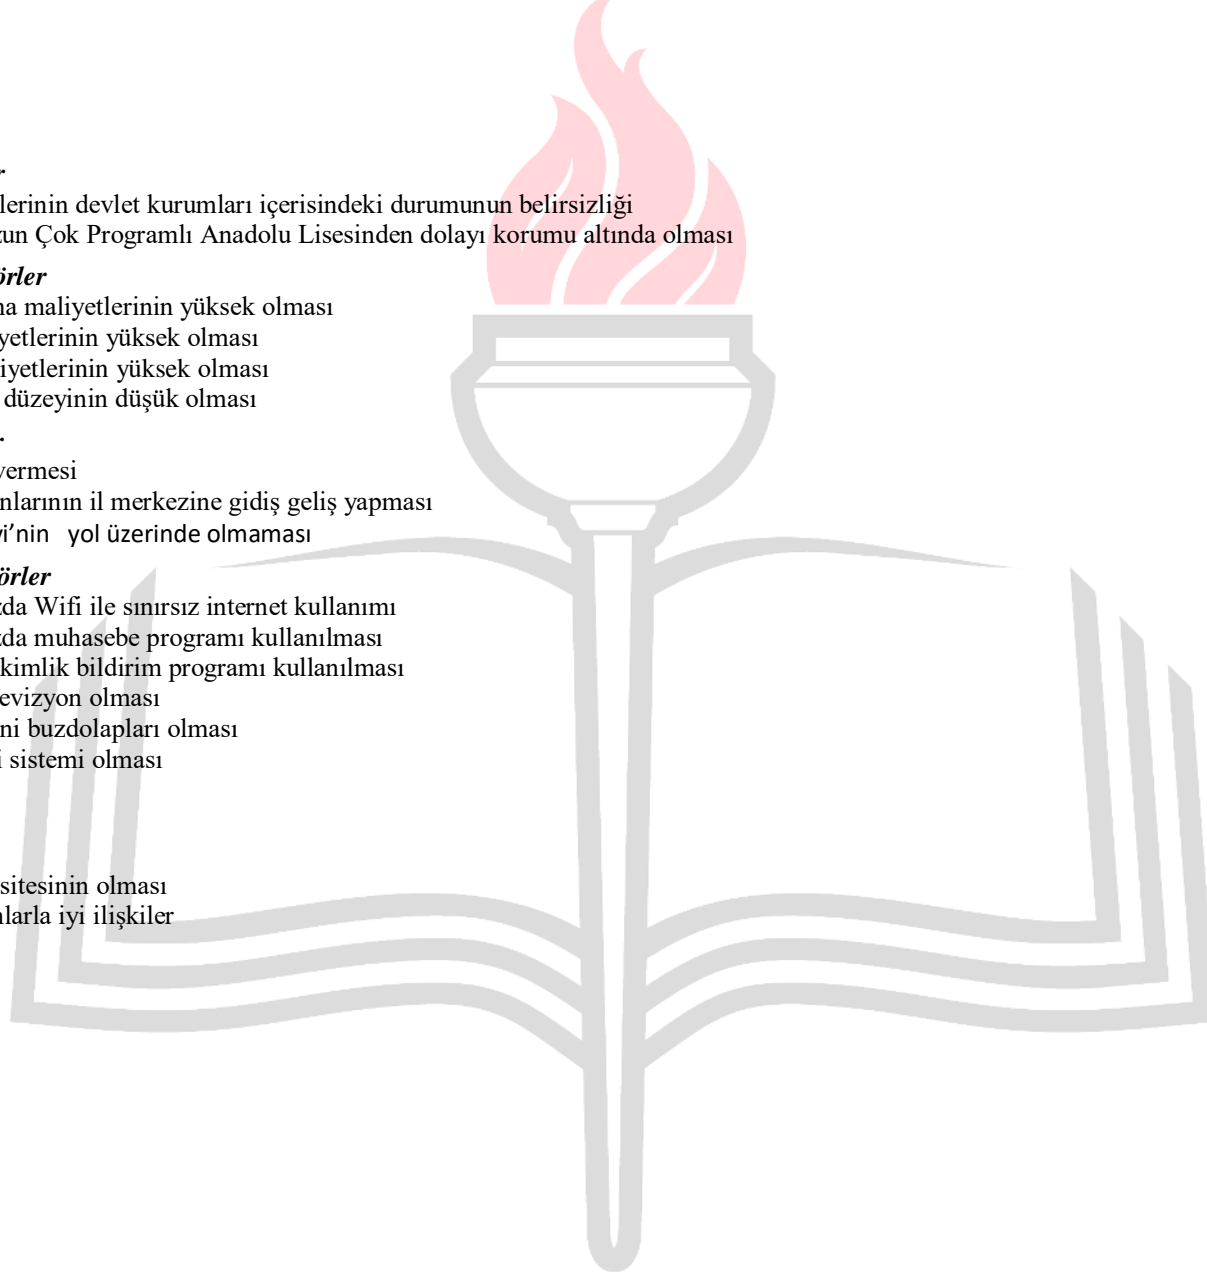 lerinin devlet kurumları içerisindeki durumunun belirsizliği
zun Çok Programlı Anadolu Lisesinden dolayı korumu altında olması
örler
na maliyetlerinin yüksek olması
yetlerinin yüksek olması
iyetlerinin yüksek olması
düzeyinin düşük olması
vermesi
nlarının il merkezine gidiş geliş yapması
vi’nin yol üzerinde olmaması
örler
zda Wifi ile sınırsız internet kullanımı
zda muhasebe programı kullanılması
kimlik bildirim programı kullanılması
levizyon olması
ni buzdolapları olması
i sistemi olması
sitesinin olması
nlarla iyi ilişkiler